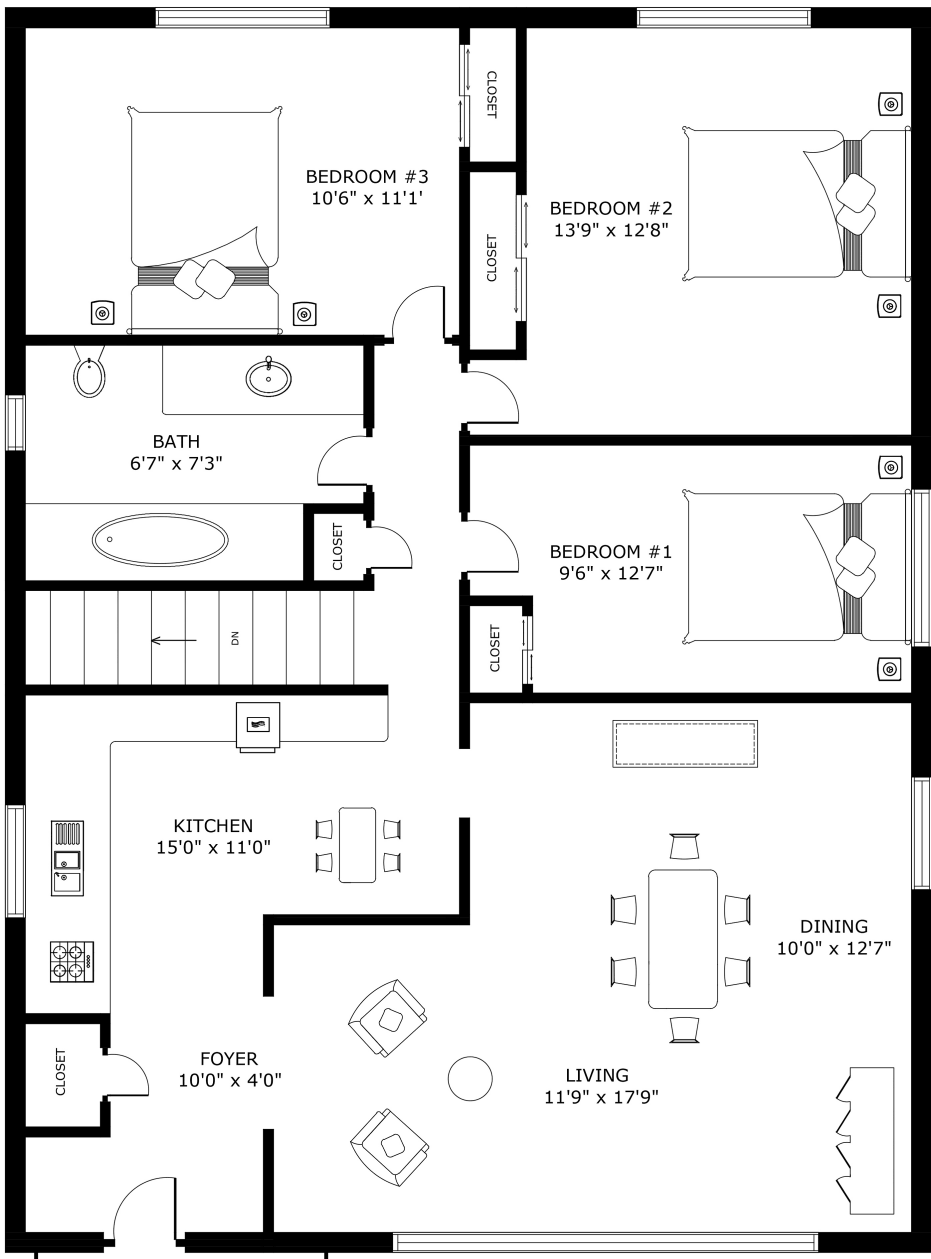 CLOSET
BEDROOM #3
10'6" x 11'1'
BEDROOM #2
13'9" x 12'8"
CLOSET
BATH
6'7" x 7'3"
CLOSET
BEDROOM #1
9'6" x 12'7"
DN
CLOSET
KITCHEN
15'0" x 11'0"
DINING
10'0" x 12'7"
CLOSET
FOYER
10'0" x 4'0"
LIVING
11'9" x 17'9"